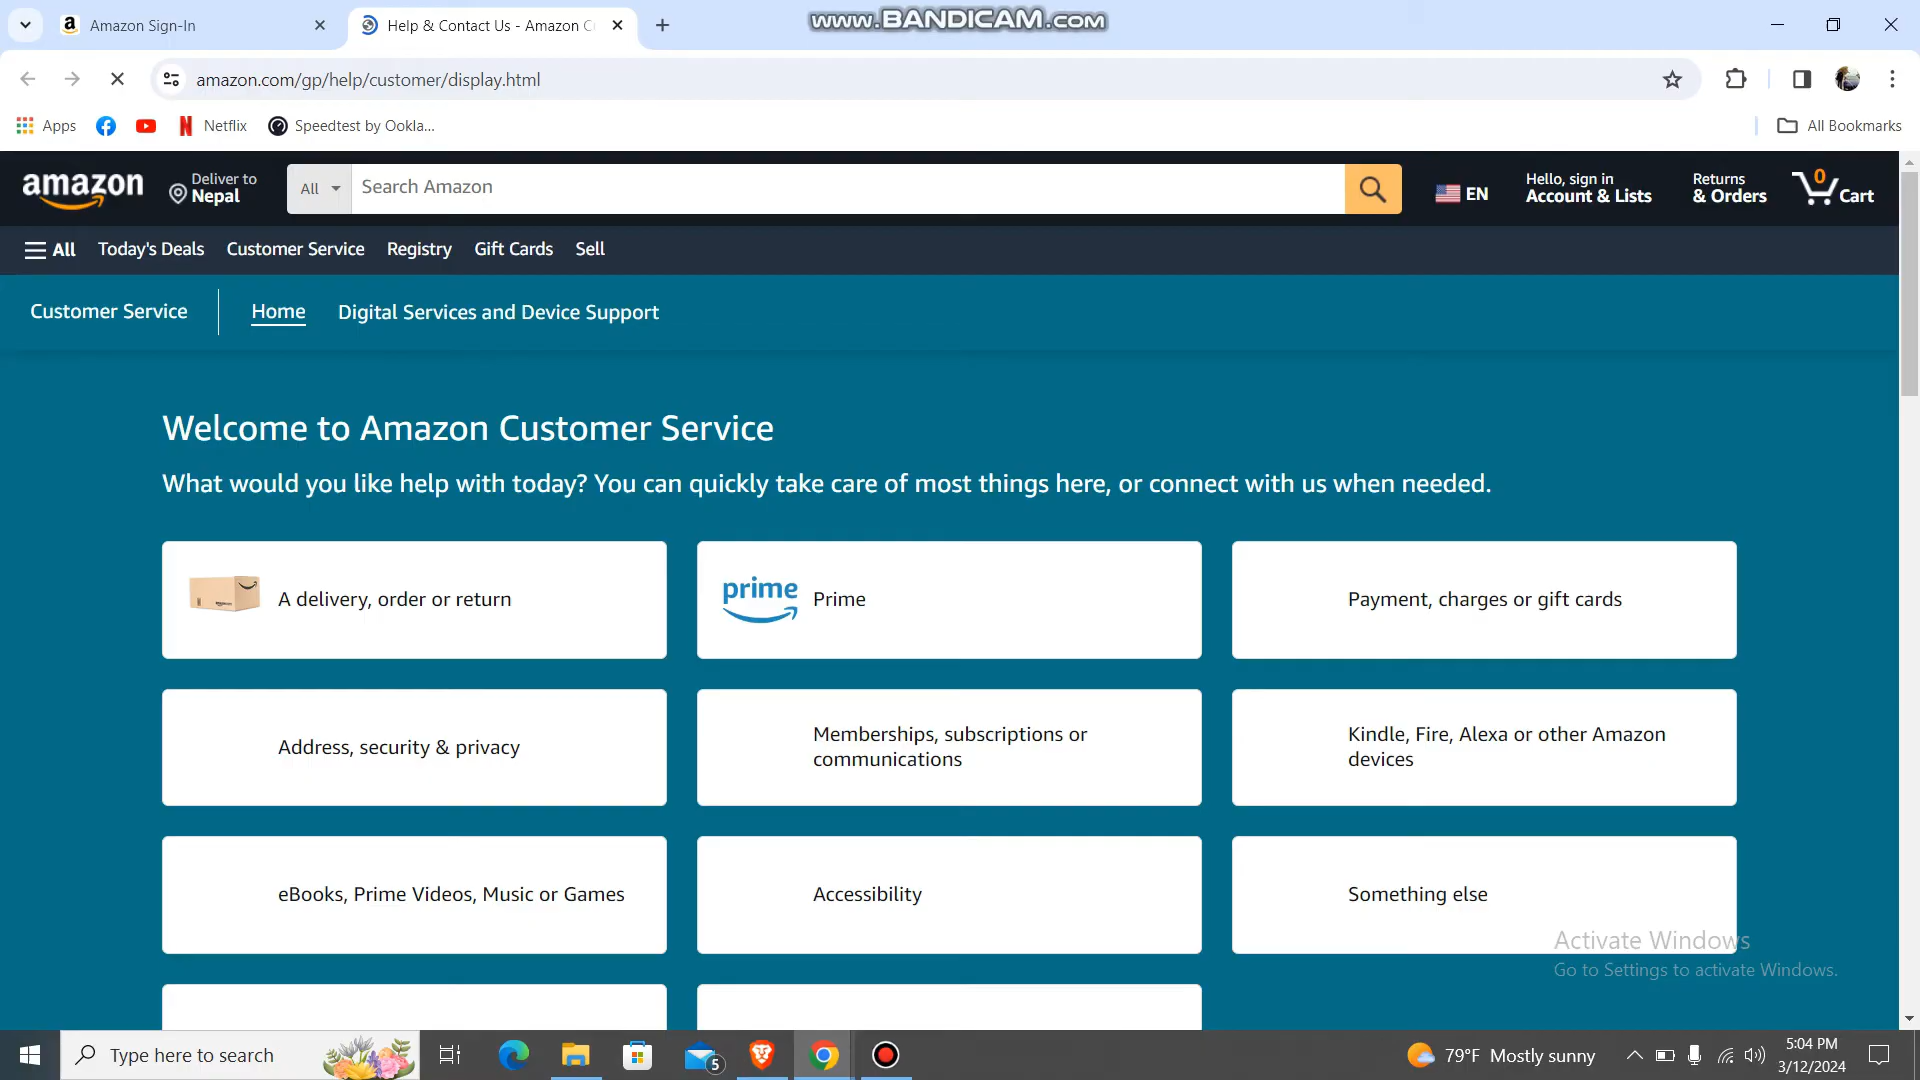 www.BANDICAM.com
Amazon Sign-In
Help & Contact Us - Amazon C
amazon.com/gp/help/customer/display.html
Apps
Netflix
Speedtest by Ookla...
All Bookmarks
amazon
Deliver to
Nepal
All
Search Amazon
EN
Hello, sign in
Account & Lists
Returns
& Orders
0
Cart
All
Today's Deals
Customer Service
Registry
Gift Cards
Sell
Customer Service
Home
Digital Services and Device Support
Welcome to Amazon Customer Service
What would you like help with today? You can quickly take care of most things here, or connect with us when needed.
A delivery, order or return
prime
Prime
Payment, charges or gift cards
Address, security & privacy
Memberships, subscriptions or
communications
Kindle, Fire, Alexa or other Amazon
devices
eBooks, Prime Videos, Music or Games
Accessibility
Something else
Activate Windows
Go to Settings to activate Windows.
Type here to search
5
79°F Mostly sunny
5:04 PM
3/12/2024